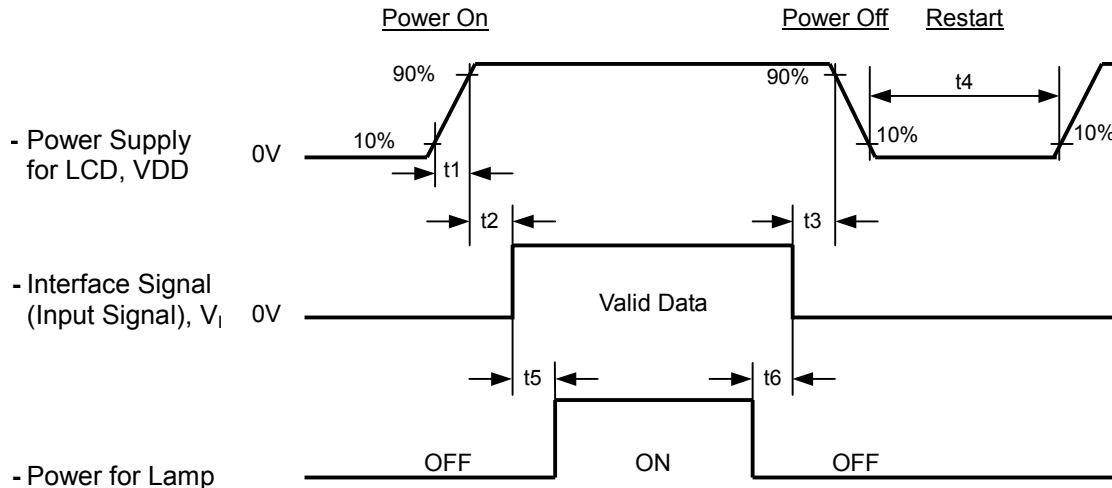 Power On
Power Off
Restart
90%
90%
t4
- Power Supply
for LCD, VDD
0V
10%
10%
10%
t1
t2
t3
- Interface Signal
(Input Signal), VI
0V
Valid Data
t5
t6
- Power for Lamp
OFF
ON
OFF